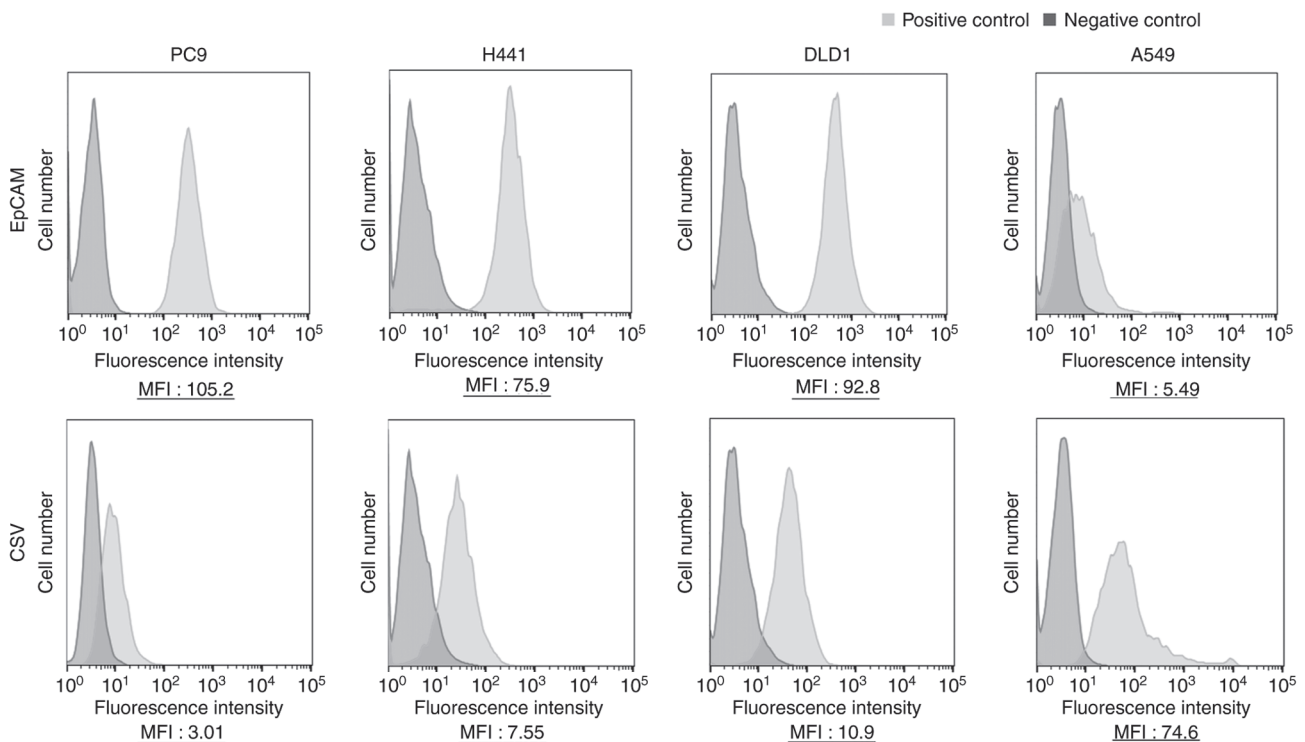 Positive control Negative control
PC9 H441 DLD1 A549
EpCAM
Cell number Cell number Cell number Cell number
10⁰ 10¹ 10² 10³ 10⁴ 10⁵ 10⁰ 10¹ 10² 10³ 10⁴ 10⁵ 10⁰ 10¹ 10² 10³ 10⁴ 10⁵ 10⁰ 10¹ 10² 10³ 10⁴ 10⁵
Fluorescence intensity Fluorescence intensity Fluorescence intensity Fluorescence intensity
MFI : 105.2 MFI : 75.9 MFI : 92.8 MFI : 5.49
CSV
Cell number Cell number Cell number Cell number
10⁰ 10¹ 10² 10³ 10⁴ 10⁵ 10⁰ 10¹ 10² 10³ 10⁴ 10⁵ 10⁰ 10¹ 10² 10³ 10⁴ 10⁵ 10⁰ 10¹ 10² 10³ 10⁴ 10⁵
Fluorescence intensity Fluorescence intensity Fluorescence intensity Fluorescence intensity
MFI : 3.01 MFI : 7.55 MFI : 10.9 MFI : 74.6